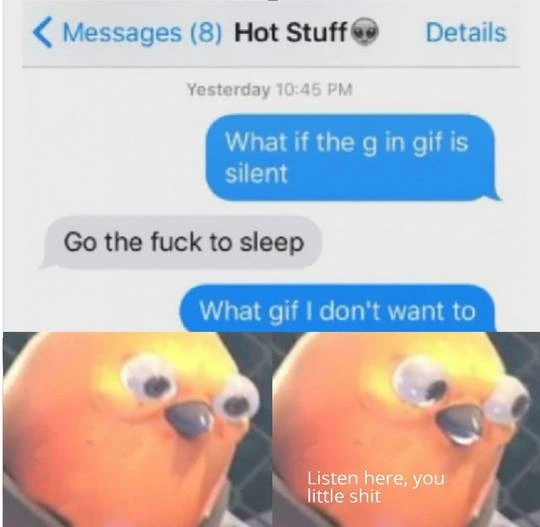 Messages (8) Hot Stuff👽 Details
Yesterday 10:45 PM
What if the g in gif is
silent
Go the fuck to sleep
What gif I don't want to
Listen here, you
little shit